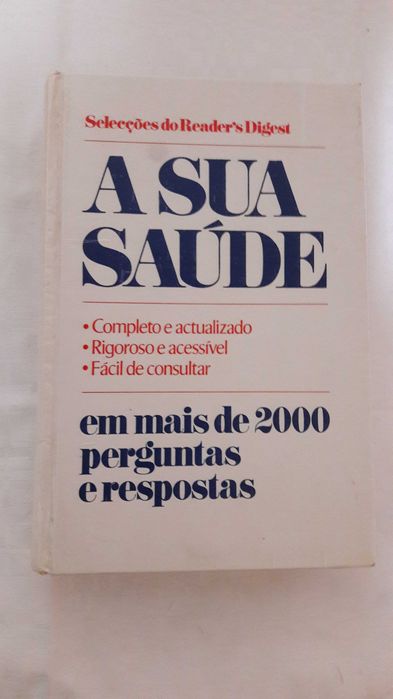 Selecções do Reader's Digest
A SUA
SAÚDE
• Completo e actualizado
• Rigoroso e acessível
• Fácil de consultar
em mais de 2000
perguntas
e respostas